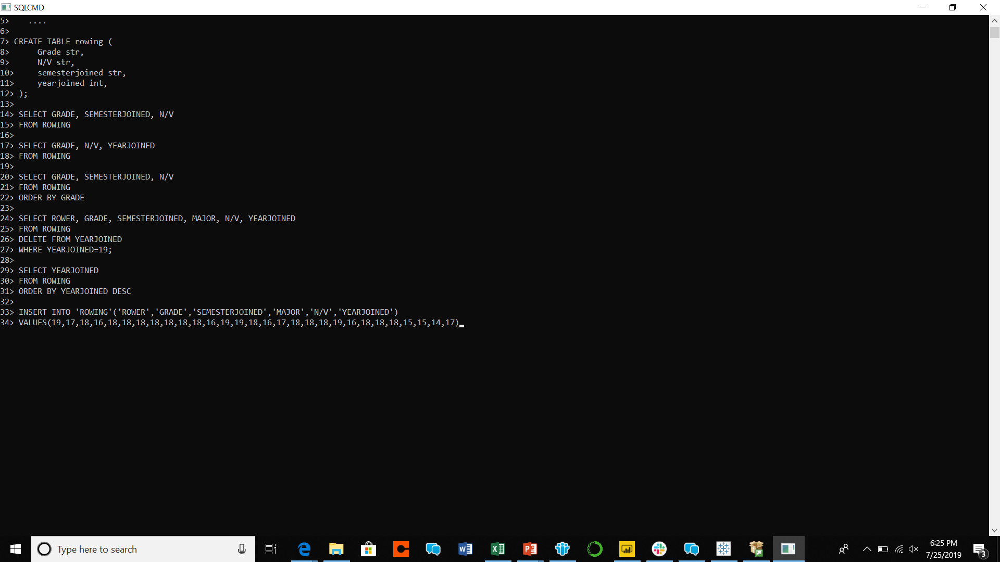 SQLCMD
5>    ....
6>
7> CREATE TABLE rowing (
8>      Grade str,
9>      N/V str,
10>     semesterjoined str,
11>     yearjoined int,
12> );
13>
14> SELECT GRADE, SEMESTERJOINED, N/V
15> FROM ROWING
16>
17> SELECT GRADE, N/V, YEARJOINED
18> FROM ROWING
19>
20> SELECT GRADE, SEMESTERJOINED, N/V
21> FROM ROWING
22> ORDER BY GRADE
23>
24> SELECT ROWER, GRADE, SEMESTERJOINED, MAJOR, N/V, YEARJOINED
25> FROM ROWING
26> DELETE FROM YEARJOINED
27> WHERE YEARJOINED=19;
28>
29> SELECT YEARJOINED
30> FROM ROWING
31> ORDER BY YEARJOINED DESC
32>
33> INSERT INTO 'ROWING'('ROWER','GRADE','SEMESTERJOINED','MAJOR','N/V','YEARJOINED')
34> VALUES(19,17,18,16,18,18,18,18,18,18,18,16,19,19,18,16,17,18,18,18,19,16,18,18,18,15,15,14,17)
Type here to search
6:25 PM
7/25/2019
3